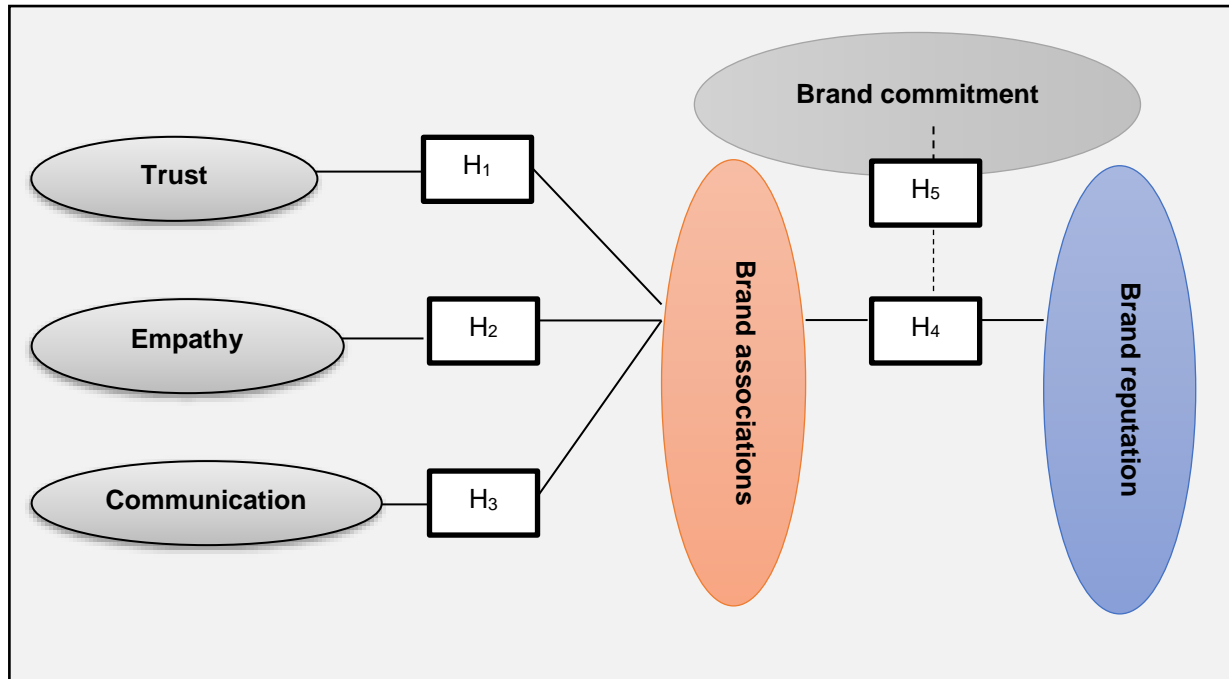 Brand commitment
Trust
H₁
H₅
Empathy
H₂
Brand associations
H₄
Brand reputation
Communication
H₃